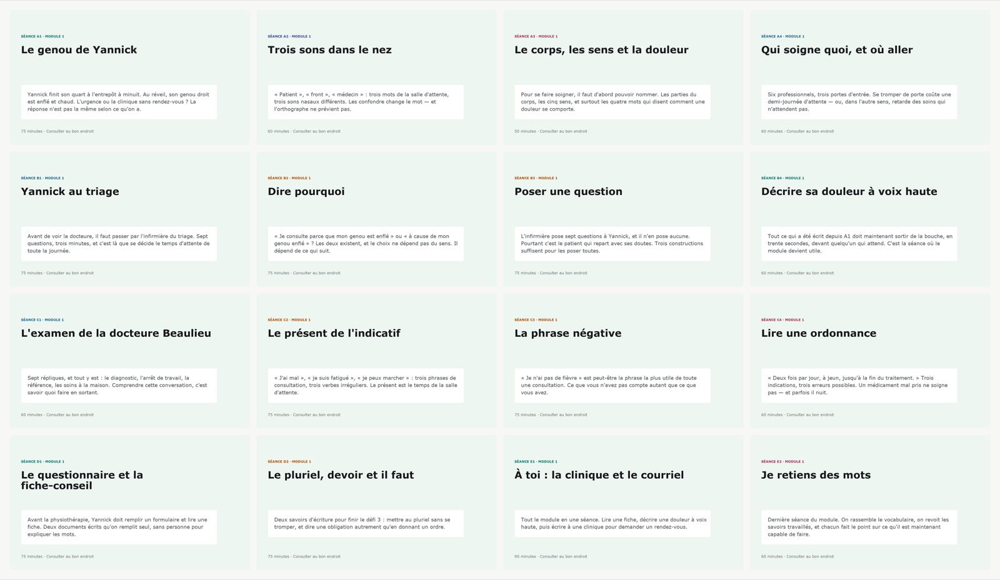 SÉANCE A1 · MODULE 1
Le genou de Yannick
Yannick finit son quart à l'entrepôt à minuit. Au réveil, son genou droit
est enflé et chaud. L'urgence ou la clinique sans rendez-vous ? La
réponse n'est pas la même selon ce qu'on a.
75 minutes · Consulter au bon endroit
SÉANCE A2 · MODULE 1
Trois sons dans le nez
« Patient », « front », « médecin » : trois mots de la salle d'attente,
trois sons nasaux différents. Les confondre change le mot — et
l'orthographe ne prévient pas.
60 minutes · Consulter au bon endroit
SÉANCE A3 · MODULE 1
Le corps, les sens et la douleur
Pour se faire soigner, il faut d'abord pouvoir nommer. Les parties du
corps, les cinq sens, et surtout les quatre mots qui disent comment une
douleur se comporte.
50 minutes · Consulter au bon endroit
SÉANCE A4 · MODULE 1
Qui soigne quoi, et où aller
Six professionnels, trois portes d'entrée. Se tromper de porte coûte une
demi-journée d'attente — ou, dans l'autre sens, retarde des soins qui
n'attendent pas.
60 minutes · Consulter au bon endroit
SÉANCE B1 · MODULE 1
Yannick au triage
Avant de voir la docteure, il faut passer par l'infirmière du triage. Sept
questions, trois minutes, et c'est là que se décide le temps d'attente de
toute la journée.
75 minutes · Consulter au bon endroit
SÉANCE B2 · MODULE 1
Dire pourquoi
« Je consulte parce que mon genou est enflé » ou « à cause de mon
genou enflé » ? Les deux existent, et le choix ne dépend pas du sens. Il
dépend de ce qui suit.
75 minutes · Consulter au bon endroit
SÉANCE B3 · MODULE 1
Poser une question
L'infirmière pose sept questions à Yannick, et il n'en pose aucune.
Pourtant c'est le patient qui repart avec ses doutes. Trois constructions
suffisent pour les poser toutes.
75 minutes · Consulter au bon endroit
SÉANCE B4 · MODULE 1
Décrire sa douleur à voix haute
Tout ce qui a été écrit depuis A1 doit maintenant sortir de la bouche, en
trente secondes, devant quelqu'un qui attend. C'est la séance où le
module devient utile.
60 minutes · Consulter au bon endroit
SÉANCE C1 · MODULE 1
L'examen de la docteure Beaulieu
Sept répliques, et tout y est : le diagnostic, l'arrêt de travail, la
référence, les soins à la maison. Comprendre cette conversation, c'est
savoir quoi faire en sortant.
60 minutes · Consulter au bon endroit
SÉANCE C2 · MODULE 1
Le présent de l'indicatif
« J'ai mal », « je suis fatigué », « je peux marcher » : trois phrases de
consultation, trois verbes irréguliers. Le présent est le temps de la salle
d'attente.
75 minutes · Consulter au bon endroit
SÉANCE C3 · MODULE 1
La phrase négative
« Je n'ai pas de fièvre » est peut-être la phrase la plus utile de toute
une consultation. Ce que vous n'avez pas compte autant que ce que
vous avez.
75 minutes · Consulter au bon endroit
SÉANCE C4 · MODULE 1
Lire une ordonnance
« Deux fois par jour, à jeun, jusqu'à la fin du traitement. » Trois
indications, trois erreurs possibles. Un médicament mal pris ne soigne
pas — et parfois il nuit.
60 minutes · Consulter au bon endroit
SÉANCE D1 · MODULE 1
Le questionnaire et la
fiche-conseil
Avant la physiothérapie, Yannick doit remplir un formulaire et lire une
fiche. Deux documents écrits qu'on remplit seul, sans personne pour
expliquer les mots.
75 minutes · Consulter au bon endroit
SÉANCE D2 · MODULE 1
Le pluriel, devoir et il faut
Deux savoirs d'écriture pour finir le défi 3 : mettre au pluriel sans se
tromper, et dire une obligation autrement qu'en donnant un ordre.
75 minutes · Consulter au bon endroit
SÉANCE E1 · MODULE 1
À toi : la clinique et le courriel
Tout le module en une séance. Lire une fiche, décrire une douleur à voix
haute, puis écrire à une clinique pour demander un rendez-vous.
90 minutes · Consulter au bon endroit
SÉANCE E2 · MODULE 1
Je retiens des mots
Dernière séance du module. On rassemble le vocabulaire, on revoit les
savoirs travaillés, et chacun fait le point sur ce qu'il est maintenant
capable de faire.
60 minutes · Consulter au bon endroit